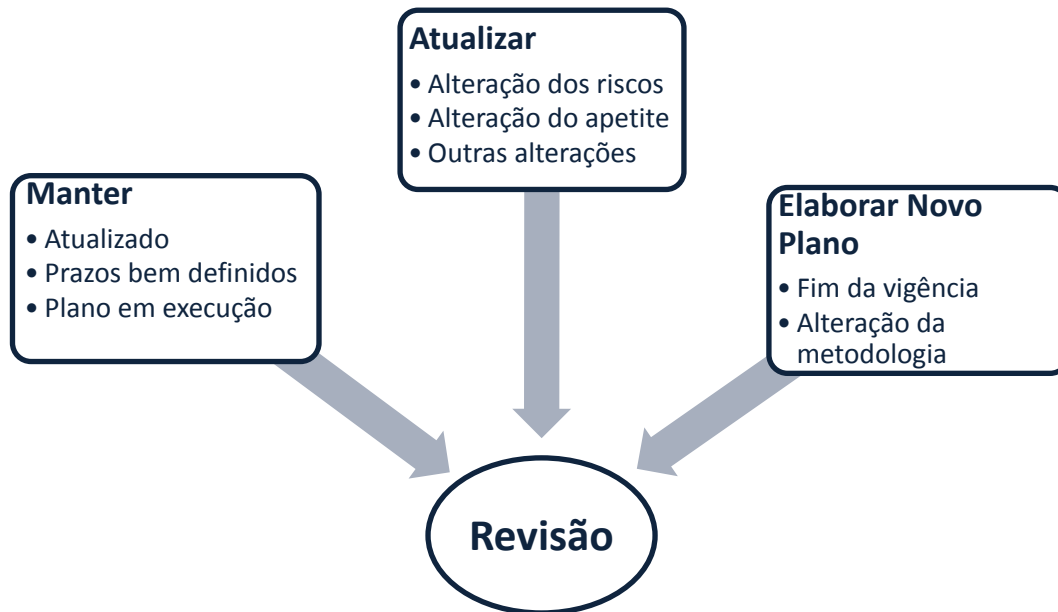 Atualizar
• Alteração dos riscos
• Alteração do apetite
• Outras alterações
Manter
• Atualizado
• Prazos bem definidos
• Plano em execução
Elaborar Novo
Plano
• Fim da vigência
• Alteração da
metodologia
Revisão